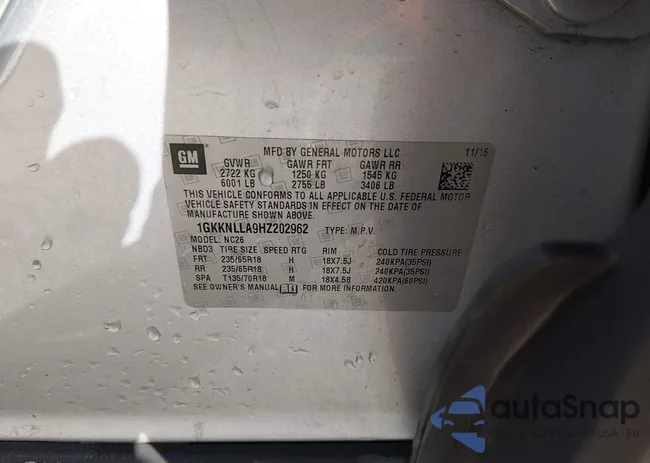 GM
MFD BY GENERAL MOTORS LLC 11/16
GVWR GAWR FRT GAWR RR
2722 KG 1250 KG 1545 KG
6001 LB 2755 LB 3406 LB
THIS VEHICLE CONFORMS TO ALL APPLICABLE U.S. FEDERAL MOTOR
VEHICLE SAFETY STANDARDS IN EFFECT ON THE DATE OF
MANUFACTURE SHOWN ABOVE.
1GKKNLLA9HZ202962 TYPE: M.P.V.
MODEL: NC26
NBD3 TIRE SIZE SPEED RTG RIM COLD TIRE PRESSURE
FRT 235/65R18 H 18X7.5J 240KPA(35PSI)
RR 235/65R18 H 18X7.5J 240KPA(35PSI)
SPA T135/70R18 M 18X4.5B 420KPA(60PSI)
SEE OWNER'S MANUAL FOR MORE INFORMATION.
autaSnap